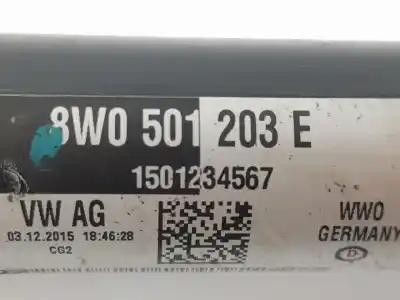 8W0 501 203 E
1501234567
VW AG
03.12.2015 18:46:28
CG2
WWO
GERMANY
D